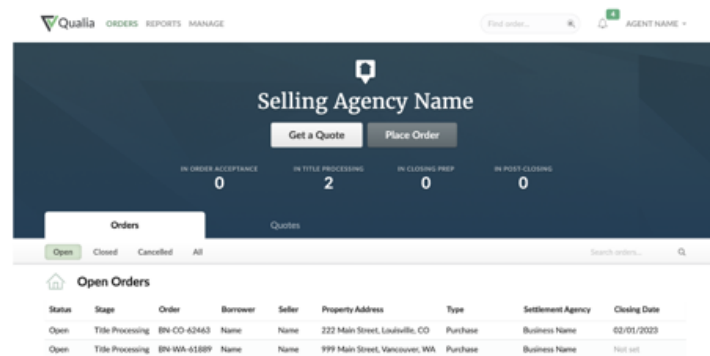 Qualia ORDERS REPORTS MANAGE Find order... 4 AGENT NAME
Selling Agency Name
Get a Quote Place Order
IN ORDER ACCEPTANCE IN TITLE PROCESSING IN CLOSING PREP IN POST-CLOSING
0 2 0 0
Orders Quotes
Open Closed Cancelled All Search orders...
Open Orders
Status Stage Order Borrower Seller Property Address Type Settlement Agency Closing Date
Open Title Processing BN-CO-62463 Name Name 222 Main Street, Louisville, CO Purchase Business Name 02/01/2023
Open Title Processing BN-WA-61889 Name Name 999 Main Street, Vancouver, WA Purchase Business Name Not set